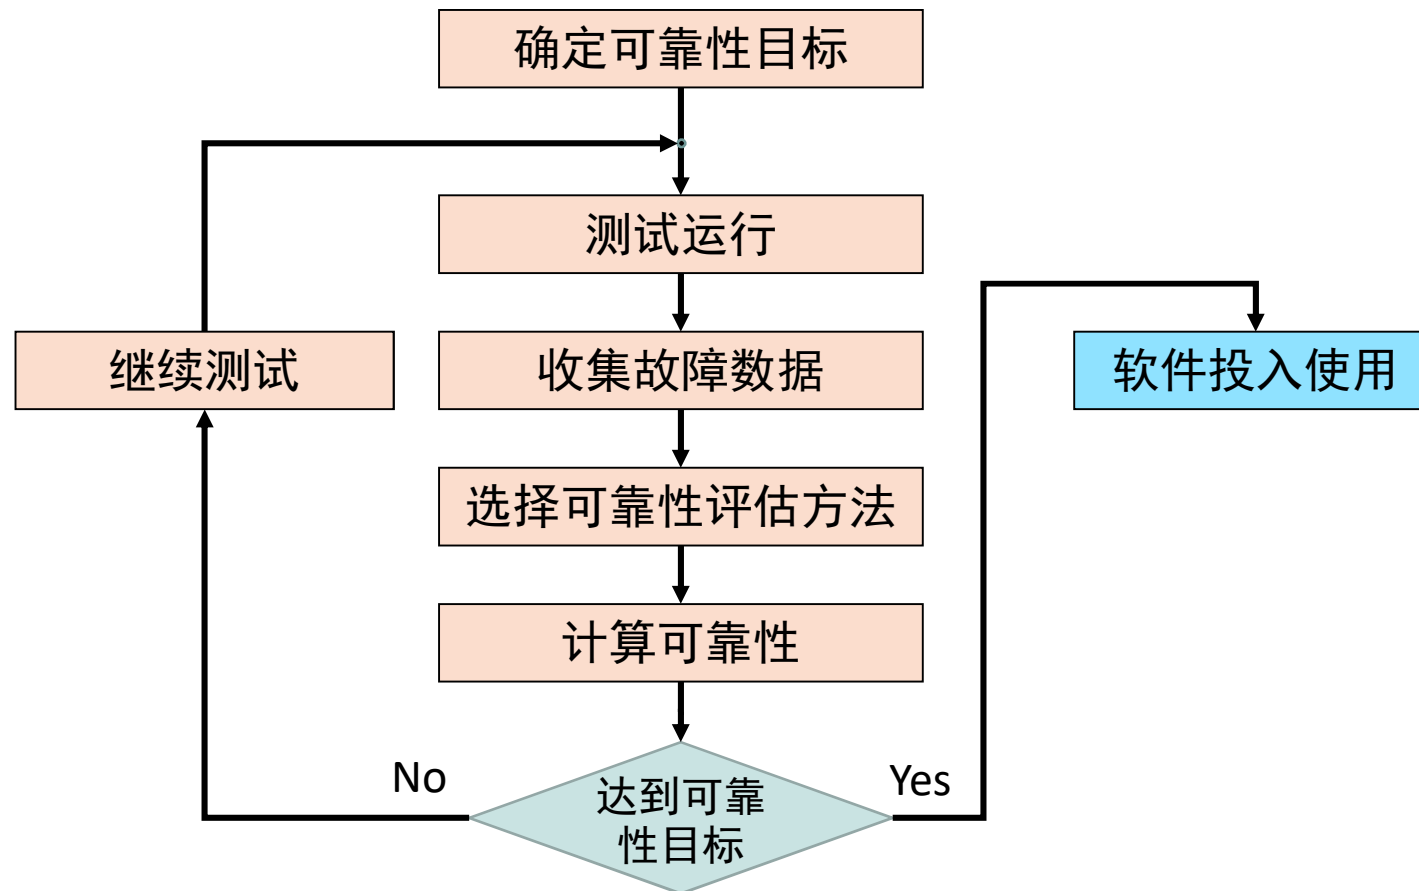 确定可靠性目标
测试运行
继续测试
收集故障数据
软件投入使用
选择可靠性评估方法
计算可靠性
No
达到可靠
性目标
Yes